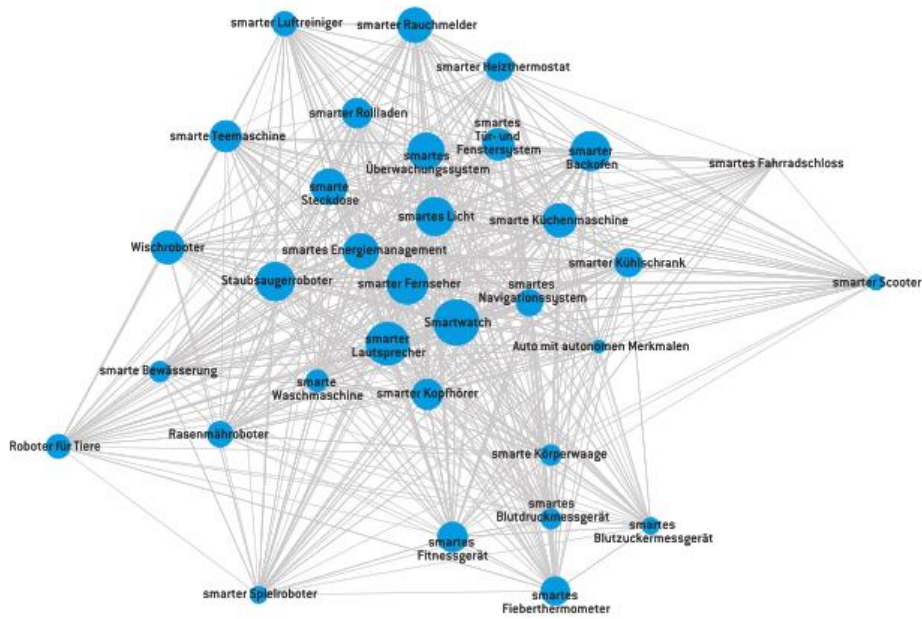 smarter Luftreiniger
smarter Rauchmelder
smarter Heizthermostat
smarter Rollladen
smarte Teemaschine
smartes
Tür- und
Fenstersystem
smartes
Überwachungssystem
smarter
Backofen
smartes Fahrradschloss
smarte
Steckdose
smartes Licht
smarte Küchenmaschine
Wischroboter
smartes Energiemanagement
smarter Kühlschrank
Staubsaugerroboter
smarter Fernseher
smartes
Navigationssystem
smarter Scooter
Smartwatch
smarter
Lautsprecher
Auto mit autonomen Merkmalen
smarte Bewässerung
smarte
Waschmaschine
smarter Kopfhörer
Roboter für Tiere
Rasenmähroboter
smarte Körperwaage
smartes
Blutdruckmessgerät
smartes
Blutzuckermessgerät
smartes
Fitnessgerät
smarter Spielroboter
smartes
Fieberthermometer